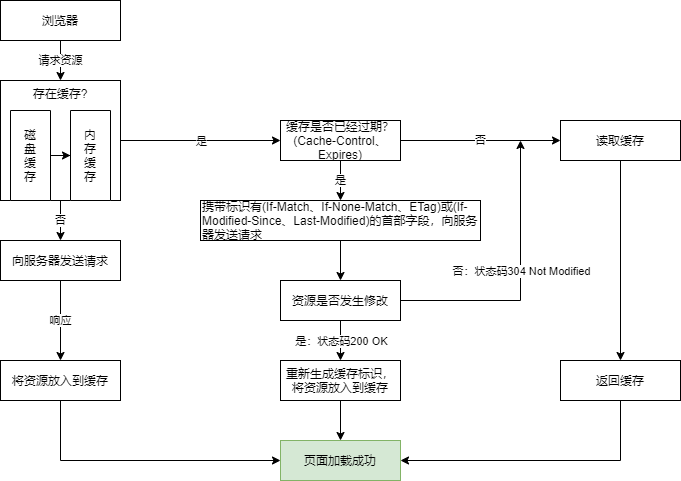 浏览器
请求资源
存在缓存?
磁
盘
缓
存
内
存
缓
存
是
缓存是否已经过期?
(Cache-Control、
Expires)
否
读取缓存
是
否
携带标识有(If-Match、If-None-Match、ETag)或(If-
Modified-Since、Last-Modified)的首部字段，向服务
器发送请求
向服务器发送请求
否：状态码304 Not Modified
资源是否发生修改
响应
是：状态码200 OK
将资源放入到缓存
重新生成缓存标识，
将资源放入到缓存
返回缓存
页面加载成功